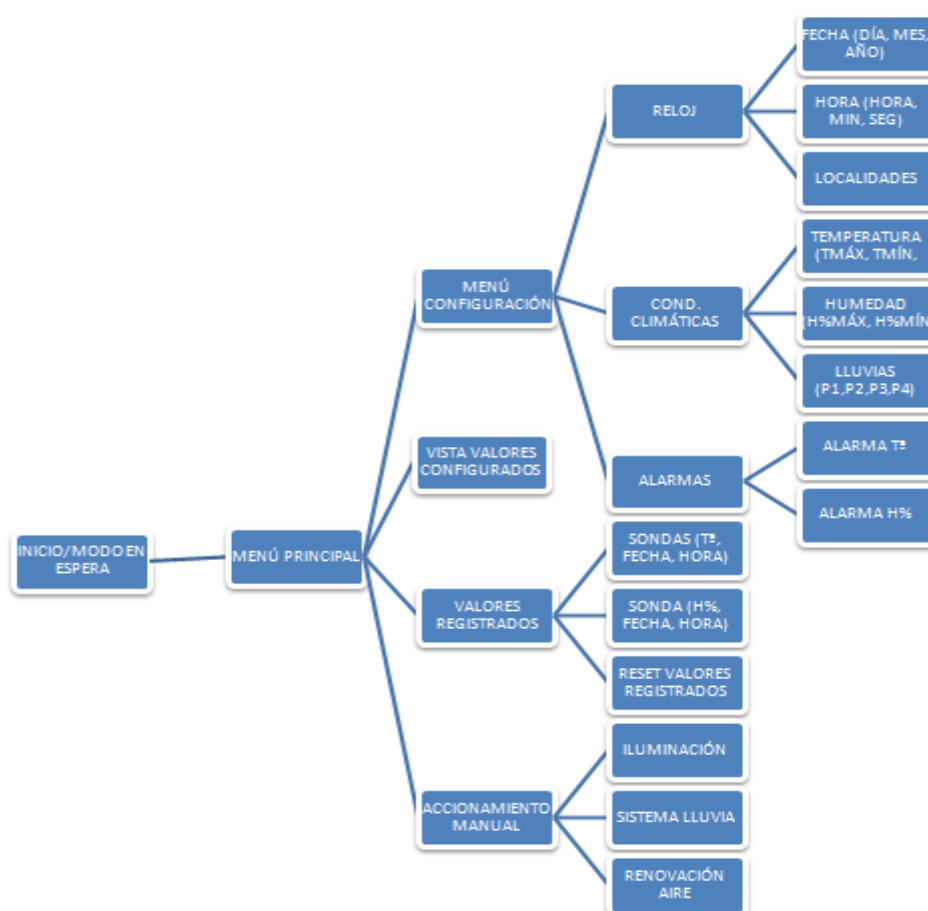 FECHA (DÍA, MES,
AÑO)
HORA (HORA,
MIN, SEG)
LOCALIDADES
RELOJ
TEMPERATURA
(TMÁX, TMÍN,
HUMEDAD
(H%MÁX, H%MÍN
LLUVIAS
(P1,P2,P3,P4)
COND.
CLIMÁTICAS
MENÚ
CONFIGURACIÓN
ALARMA Tª
ALARMA H%
ALARMAS
VISTA VALORES
CONFIGURADOS
INICIO/MODO EN
ESPERA
MENÚ PRINCIPAL
SONDAS (Tª,
FECHA, HORA)
SONDA (H%,
FECHA, HORA)
RESET VALORES
REGISTRADOS
VALORES
REGISTRADOS
ILUMINACIÓN
SISTEMA LLUVIA
RENOVACIÓN
AIRE
ACCIONAMIENTO
MANUAL